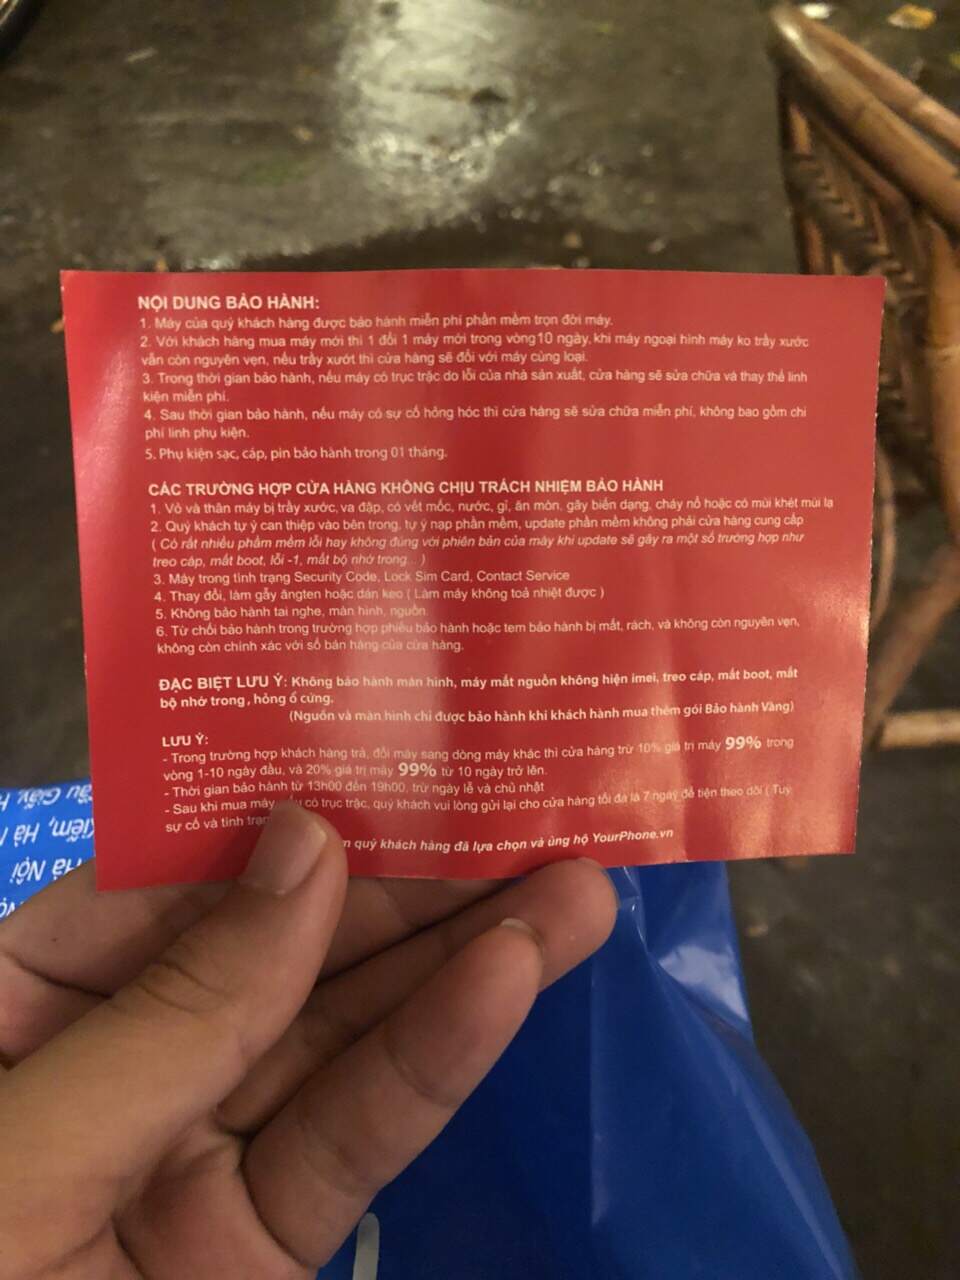 NỘI DUNG BẢO HÀNH:
1. Máy của quý khách hàng được bảo hành miễn phí phần mềm trọn đời máy.
2. Với khách hàng mua máy mới thì 1 đổi 1 máy mới trong vòng 10 ngày, khi máy ngoại hình máy ko trầy xước
vẫn còn nguyên vẹn, nếu trầy xướt thì cửa hàng sẽ đổi với máy cùng loại.
3. Trong thời gian bảo hành, nếu máy có trục trặc do lỗi của nhà sản xuất, cửa hàng sẽ sửa chữa và thay thế linh
kiện miễn phí.
4. Sau thời gian bảo hành, nếu máy có sự cố hỏng hóc thì cửa hàng sẽ sửa chữa miễn phí, không bao gồm chi
phí linh phụ kiện.
5. Phụ kiện sạc, cáp, pin bảo hành trong 01 tháng.
CÁC TRƯỜNG HỢP CỬA HÀNG KHÔNG CHỊU TRÁCH NHIỆM BẢO HÀNH
1. Vỏ và thân máy bị trầy xước, va đập, có vết mốc, nước, gỉ, ăn mòn, gãy biến dạng, cháy nổ hoặc có mùi khét mùi lạ
2. Quý khách tự ý can thiệp vào bên trong, tự ý nạp phần mềm, update phần mềm không phải cửa hàng cung cấp
( Có rất nhiều phầm mềm lỗi hay không đúng với phiên bản của máy khi update sẽ gây ra một số trường hợp như
treo cáp, mất boot, lỗi -1, mất bộ nhớ trong... )
3. Máy trong tình trạng Security Code, Lock Sim Card, Contact Service
4. Thay đổi, làm gẫy ăngten hoặc dán keo ( Làm máy không toả nhiệt được )
5. Không bảo hành tai nghe, màn hình, nguồn.
6. Từ chối bảo hành trong trường hợp phiếu bảo hành hoặc tem bảo hành bị mất, rách, và không còn nguyên vẹn,
không còn chính xác với số bán hàng của cửa hàng.
ĐẶC BIỆT LƯU Ý: Không bảo hành màn hình, máy mất nguồn không hiện imei, treo cáp, mất boot, mất
bộ nhớ trong, hỏng ổ cứng.
(Nguồn và màn hình chỉ được bảo hành khi khách hành mua thêm gói Bảo hành Vàng)
LƯU Ý:
- Trong trường hợp khách hàng trả, đổi máy sang dòng máy khác thì cửa hàng trừ 10% giá trị máy 99% trong
vòng 1-10 ngày đầu, và 20% giá trị máy 99% từ 10 ngày trở lên.
- Thời gian bảo hành từ 13h00 đến 19h00, trừ ngày lễ và chủ nhật
- Sau khi mua máy có trục trặc, quý khách vui lòng gửi lại cho cửa hàng tối đa là 7 ngày để tiện theo dõi ( Tuỳ
sự cố và tình
quý khách hàng đã lựa chọn và ủng hộ YourPhone.vn
Cầu Giấy, H
Kiếm, Hà
Hà Nội